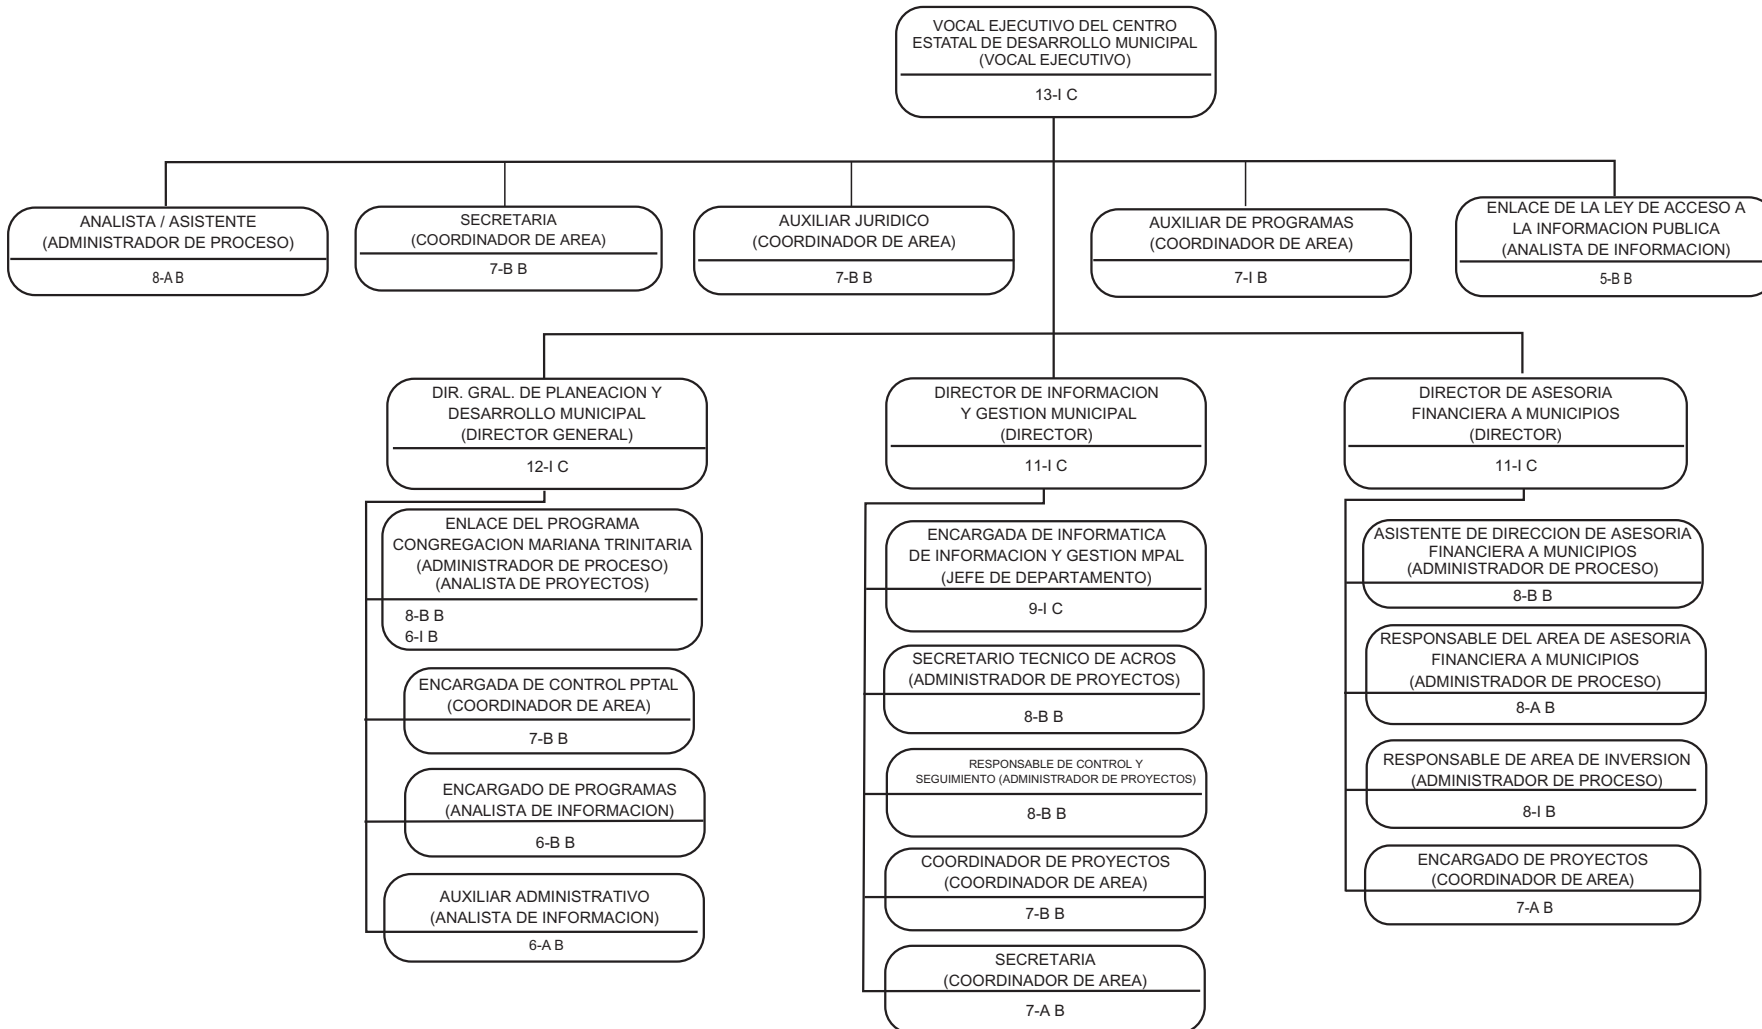 VOCAL EJECUTIVO DEL CENTRO
ESTATAL DE DESARROLLO MUNICIPAL
(VOCAL EJECUTIVO)
13-I C
ANALISTA / ASISTENTE
(ADMINISTRADOR DE PROCESO)
8-A B
SECRETARIA
(COORDINADOR DE AREA)
7-B B
AUXILIAR JURIDICO
(COORDINADOR DE AREA)
7-B B
AUXILIAR DE PROGRAMAS
(COORDINADOR DE AREA)
7-I B
ENLACE DE LA LEY DE ACCESO A
LA INFORMACION PUBLICA
(ANALISTA DE INFORMACION)
5-B B
DIR. GRAL. DE PLANEACION Y
DESARROLLO MUNICIPAL
(DIRECTOR GENERAL)
12-I C
ENLACE DEL PROGRAMA
CONGREGACION MARIANA TRINITARIA
(ADMINISTRADOR DE PROCESO)
(ANALISTA DE PROYECTOS)
8-B B
6-I B
ENCARGADA DE CONTROL PPTAL
(COORDINADOR DE AREA)
7-B B
ENCARGADO DE PROGRAMAS
(ANALISTA DE INFORMACION)
6-B B
AUXILIAR ADMINISTRATIVO
(ANALISTA DE INFORMACION)
6-A B
DIRECTOR DE INFORMACION
Y GESTION MUNICIPAL
(DIRECTOR)
11-I C
ENCARGADA DE INFORMATICA
DE INFORMACION Y GESTION MPAL
(JEFE DE DEPARTAMENTO)
9-I C
SECRETARIO TECNICO DE ACROS
(ADMINISTRADOR DE PROYECTOS)
8-B B
RESPONSABLE DE CONTROL Y
SEGUIMIENTO (ADMINISTRADOR DE PROYECTOS)
8-B B
COORDINADOR DE PROYECTOS
(COORDINADOR DE AREA)
7-B B
SECRETARIA
(COORDINADOR DE AREA)
7-A B
DIRECTOR DE ASESORIA
FINANCIERA A MUNICIPIOS
(DIRECTOR)
11-I C
ASISTENTE DE DIRECCION DE ASESORIA
FINANCIERA A MUNICIPIOS
(ADMINISTRADOR DE PROCESO)
8-B B
RESPONSABLE DEL AREA DE ASESORIA
FINANCIERA A MUNICIPIOS
(ADMINISTRADOR DE PROCESO)
8-A B
RESPONSABLE DE AREA DE INVERSION
(ADMINISTRADOR DE PROCESO)
8-I B
ENCARGADO DE PROYECTOS
(COORDINADOR DE AREA)
7-A B